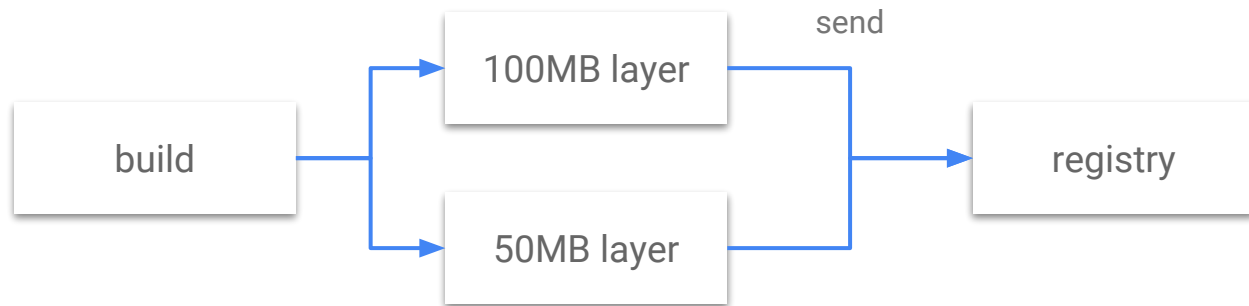 send
100MB layer
build
registry
50MB layer